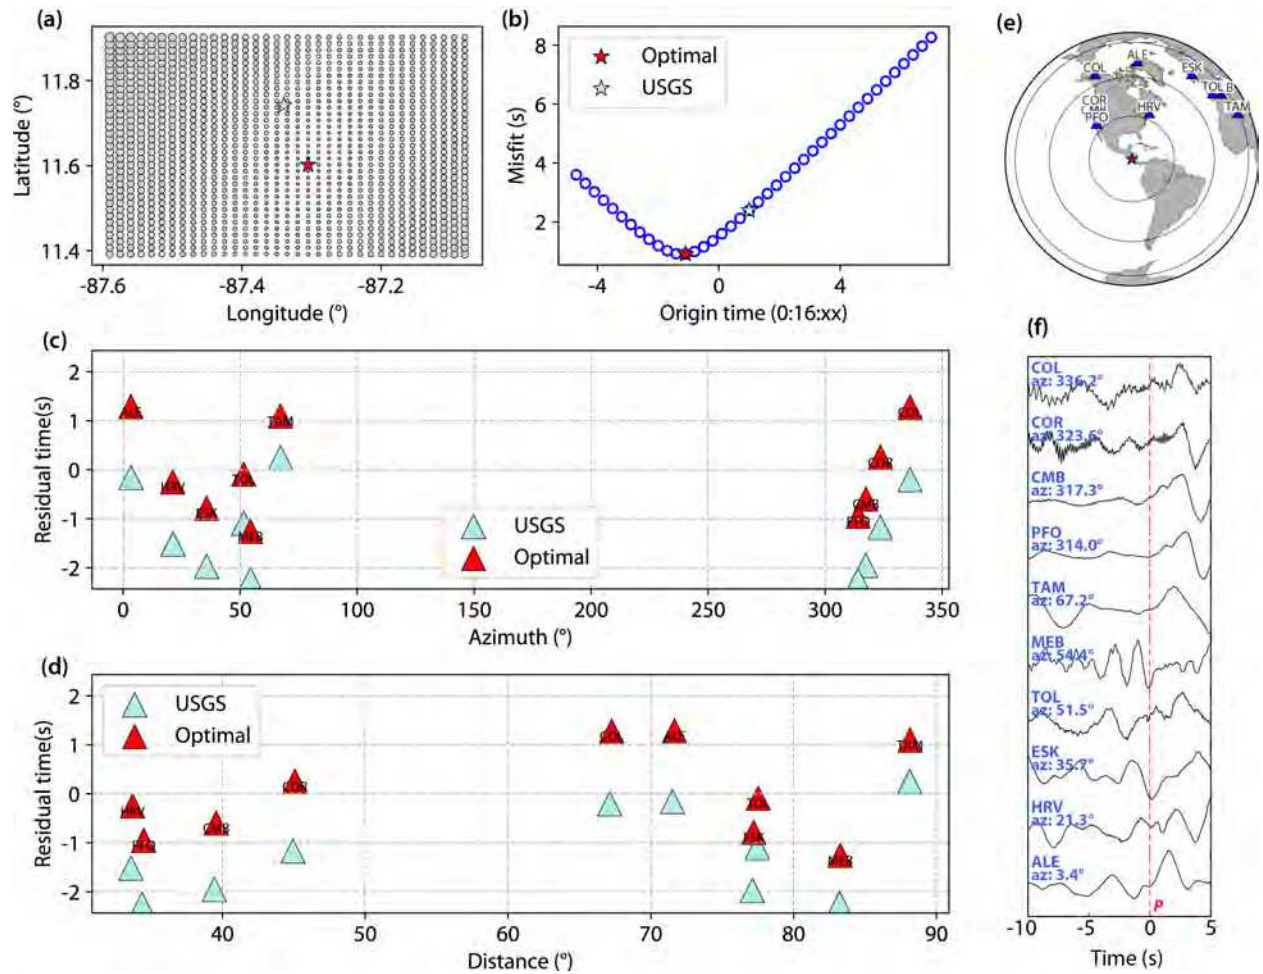 (a)
11.8
11.6
11.4
Latitude (°)
-87.6
-87.4
-87.2
Longitude (°)
(b)
8
6
4
2
Misfit (s)
Optimal
USGS
-4
0
4
Origin time (0:16:xx)
(e)
ALE
COL
ESK
TOL
B
COR
HRV
TAM
PFO
(c)
2
1
0
-1
-2
Residual time(s)
ALE
HRV
ESK
TOL
MEB
TAM
USGS
Optimal
PFO
CMB
COR
COL
0
50
100
150
200
250
300
350
Azimuth (°)
(d)
2
1
0
-1
-2
Residual time(s)
USGS
Optimal
HRV
PFO
CMB
COR
COL
ALE
TOL
ESK
MEB
TAM
40
50
60
70
80
90
Distance (°)
(f)
COL
az: 336.2°
COR
az: 323.6°
CMB
az: 317.3°
PFO
az: 314.0°
TAM
az: 67.2°
MEB
az: 54.4°
TOL
az: 51.5°
ESK
az: 35.7°
HRV
az: 21.3°
ALE
az: 3.4°
P
-10
-5
0
5
Time (s)